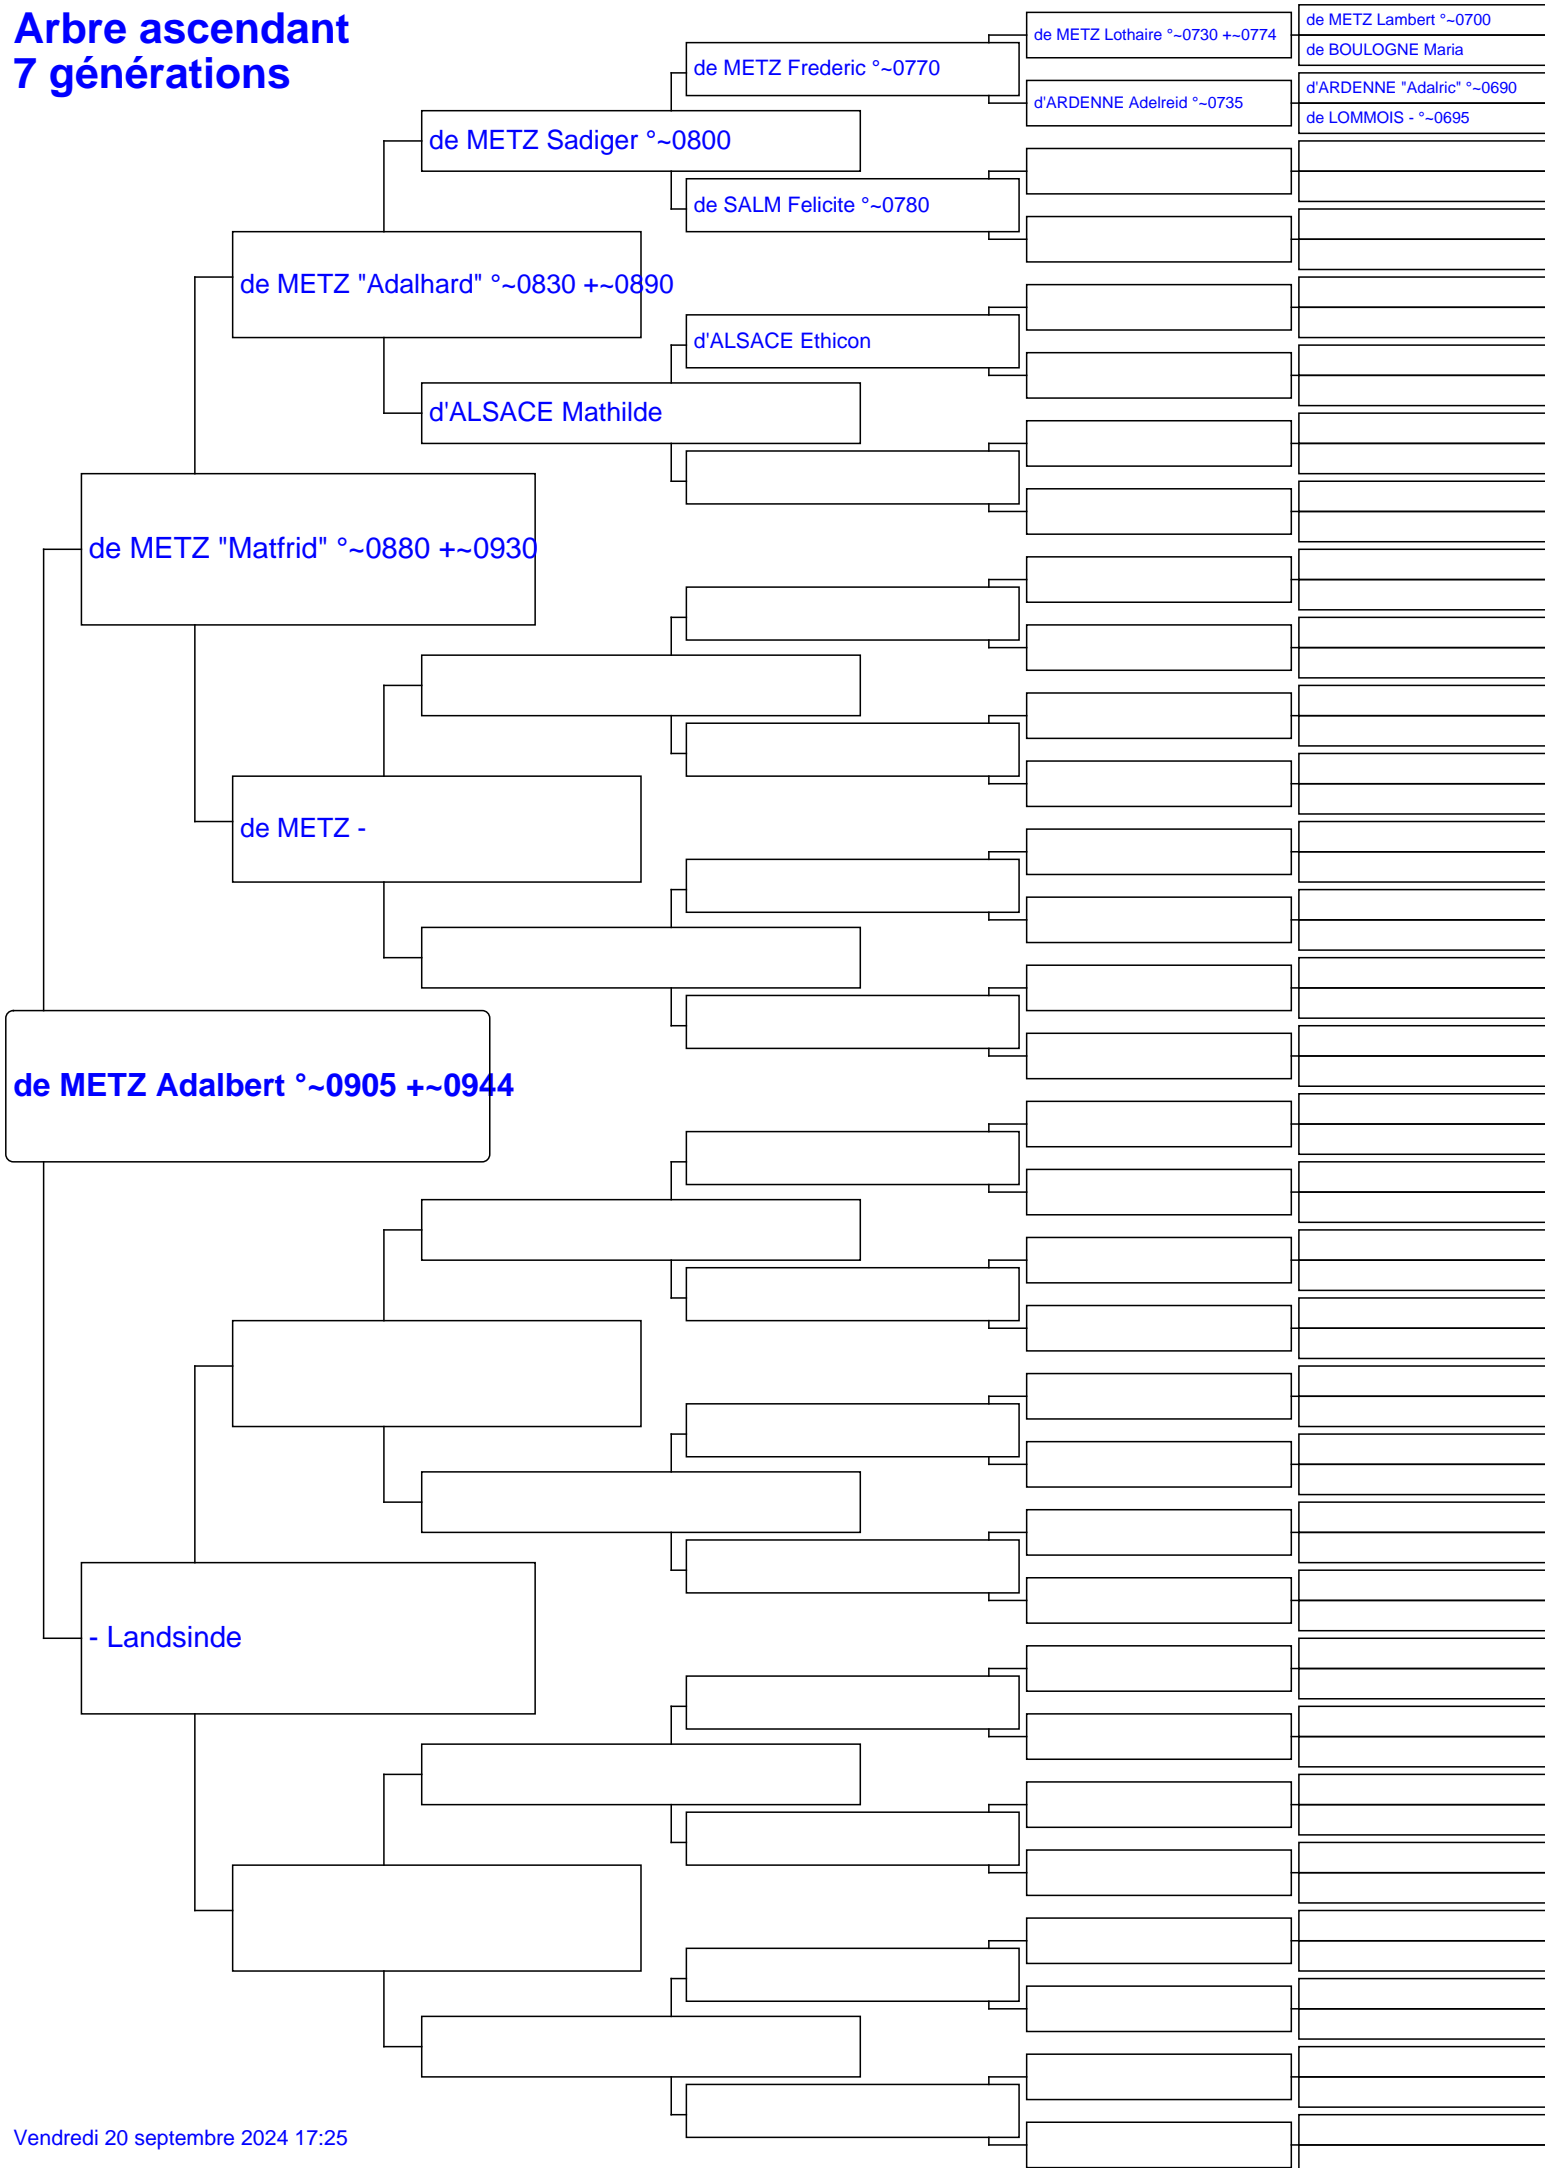 Arbre ascendant
7 générations
de METZ Lambert °~0700
de METZ Lothaire °~0730 +~0774
de BOULOGNE Maria
de METZ Frederic °~0770
d'ARDENNE "Adalric" °~0690
d'ARDENNE Adelreid °~0735
de LOMMOIS - °~0695
de METZ Sadiger °~0800
de SALM Felicite °~0780
de METZ "Adalhard" °~0830 +~0890
d'ALSACE Ethicon
d'ALSACE Mathilde
de METZ "Matfrid" °~0880 +~0930
de METZ -
de METZ Adalbert °~0905 +~0944
- Landsinde
Vendredi 20 septembre 2024 17:25